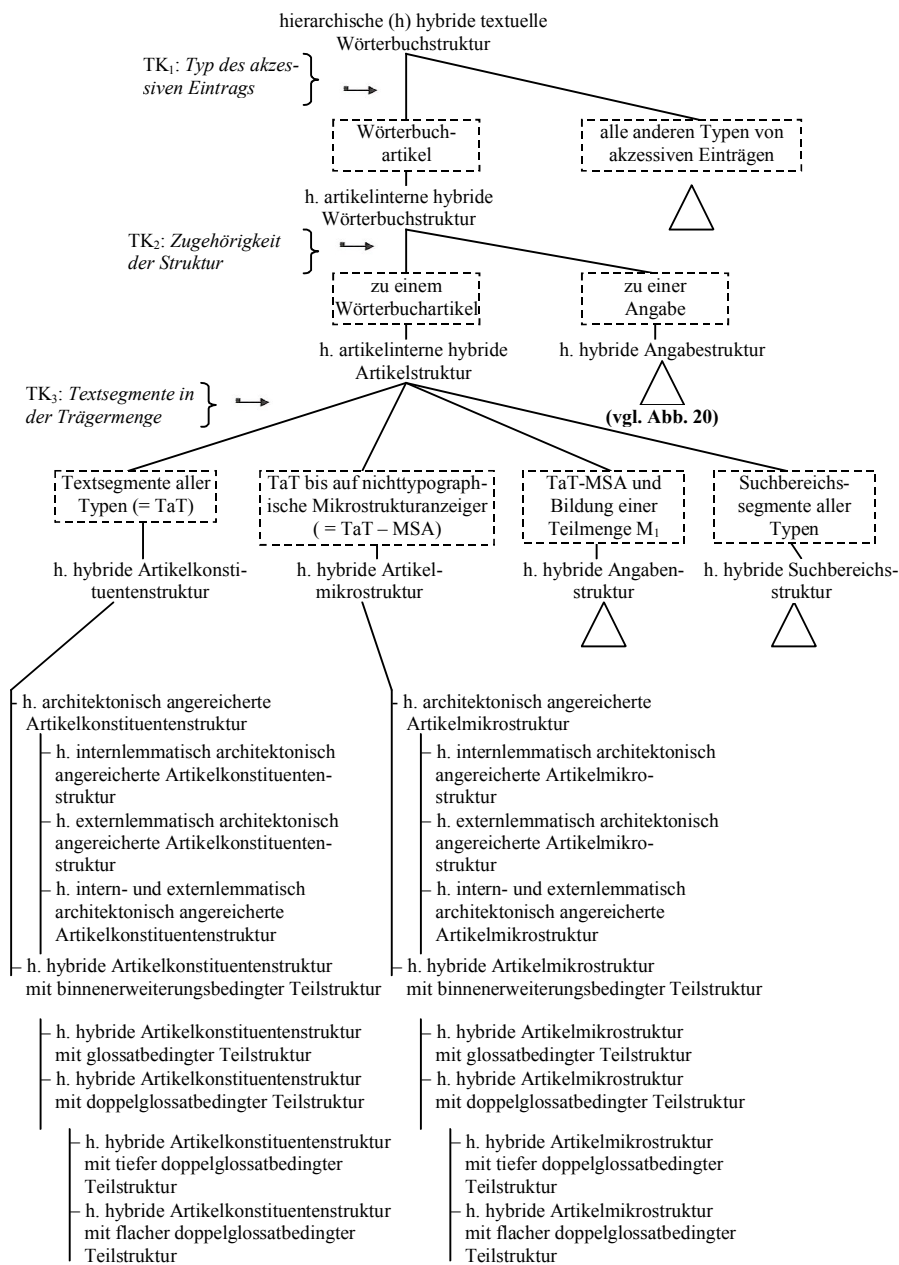 hierarchische (h) hybride textuelle
Wörterbuchstruktur
TK₁: Typ des akzes-
siven Eintrags
Wörterbuch-
artikel
alle anderen Typen von
akzessiven Einträgen
h. artikelinterne hybride
Wörterbuchstruktur
TK₂: Zugehörigkeit
der Struktur
zu einem
Wörterbuchartikel
zu einer
Angabe
h. artikelinterne hybride
Artikelstruktur
h. hybride Angabestruktur
(vgl. Abb. 20)
TK₃: Textsegmente in
der Trägermenge
Textsegmente aller
Typen (= TaT)
TaT bis auf nichttypograph-
ische Mikrostrukturanzeiger
( = TaT – MSA)
TaT-MSA und
Bildung einer
Teilmenge M₁
Suchbereichs-
segmente aller
Typen
h. hybride Artikelkonsti-
tuentenstruktur
h. hybride Artikel-
mikrostruktur
h. hybride Angaben-
struktur
h. hybride Suchbereichs-
struktur
h. architektonisch angereicherte
Artikelkonstituentenstruktur
h. internlemmatisch architektonisch
angereicherte Artikelkonstituenten-
struktur
h. externlemmatisch architektonisch
angereicherte Artikelkonstituenten-
struktur
h. intern- und externlemmatisch
architektonisch angereicherte
Artikelkonstituentenstruktur
h. hybride Artikelkonstituentenstruktur
mit binnenerweiterungsbedingter Teilstruktur
h. hybride Artikelkonstituentenstruktur
mit glossatbedingter Teilstruktur
h. hybride Artikelkonstituentenstruktur
mit doppelglossatbedingter Teilstruktur
h. hybride Artikelkonstituentenstruktur
mit tiefer doppelglossatbedingter
Teilstruktur
h. hybride Artikelkonstituentenstruktur
mit flacher doppelglossatbedingter
Teilstruktur
h. architektonisch angereicherte
Artikelmikrostruktur
h. internlemmatisch architektonisch
angereicherte Artikelmikro-
struktur
h. externlemmatisch architektonisch
angereicherte Artikelmikro-
struktur
h. intern- und externlemmatisch
architektonisch angereicherte
Artikelmikrostruktur
h. hybride Artikelmikrostruktur
mit binnenerweiterungsbedingter Teilstruktur
h. hybride Artikelmikrostruktur
mit glossatbedingter Teilstruktur
h. hybride Artikelmikrostruktur
mit doppelglossatbedingter Teilstruktur
h. hybride Artikelmikrostruktur
mit tiefer doppelglossatbedingter
Teilstruktur
h. hybride Artikelmikrostruktur
mit flacher doppelglossatbedingter
Teilstruktur